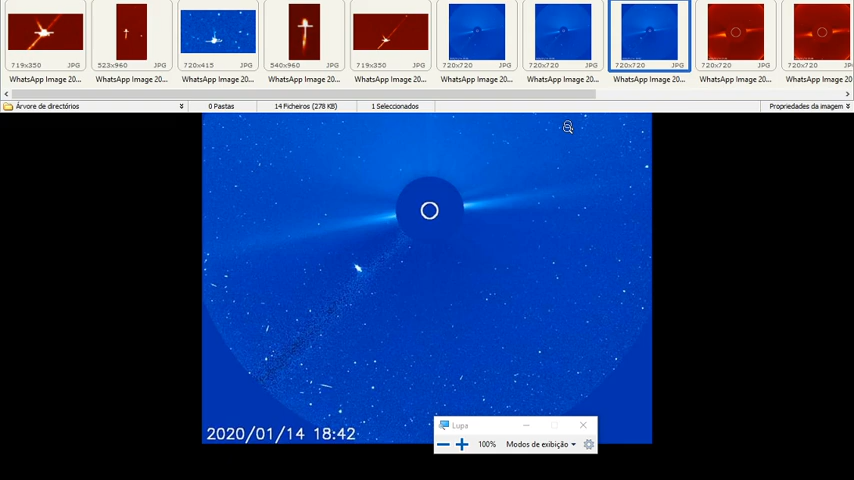 719x350 JPG 523x960 JPG 720x415 JPG 540x960 JPG 719x350 JPG 720x720 JPG 720x720 JPG 720x720 JPG 720x720 JPG 720x720
WhatsApp Image 20... WhatsApp Image 20... WhatsApp Image 20... WhatsApp Image 20... WhatsApp Image 20... WhatsApp Image 20... WhatsApp Image 20... WhatsApp Image 20... WhatsApp Image 20... WhatsApp Image 20
Árvore de directórios 0 Pastas 14 Ficheiros (278 KB) 1 Seleccionados Propriedades da imagem
Lupa
100% Modos de exibição
2020/01/14 18:42